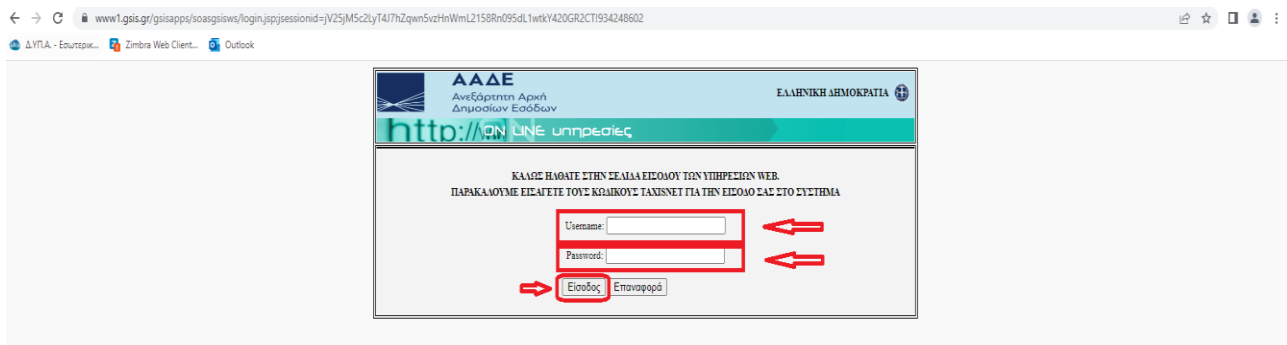 www1.gsis.gr/gsisapps/soasgsisws/login.jsp;jsessionid=jV25jM5c2LyT4J7hZqwn5vzHnWmL2158Rn095dL1wtkY420GR2CTl934248602
Δ.ΥΠ.Α. - Εσωτερικ... Zimbra Web Client... Outlook
ΑΑΔΕ
Ανεξάρτητη Αρχή
Δημοσίων Εσόδων
ΕΛΛΗΝΙΚΗ ΔΗΜΟΚΡΑΤΙΑ
http://ON LINE υπηρεσίες
ΚΑΛΩΣ ΗΛΘΑΤΕ ΣΤΗΝ ΣΕΛΙΔΑ ΕΙΣΟΔΟΥ ΤΩΝ ΥΠΗΡΕΣΙΩΝ WEB.
ΠΑΡΑΚΑΛΟΥΜΕ ΕΙΣΑΓΕΤΕ ΤΟΥΣ ΚΩΔΙΚΟΥΣ TAXISNET ΓΙΑ ΤΗΝ ΕΙΣΟΔΟ ΣΑΣ ΣΤΟ ΣΥΣΤΗΜΑ
Username:
Password:
Είσοδος Επαναφορά